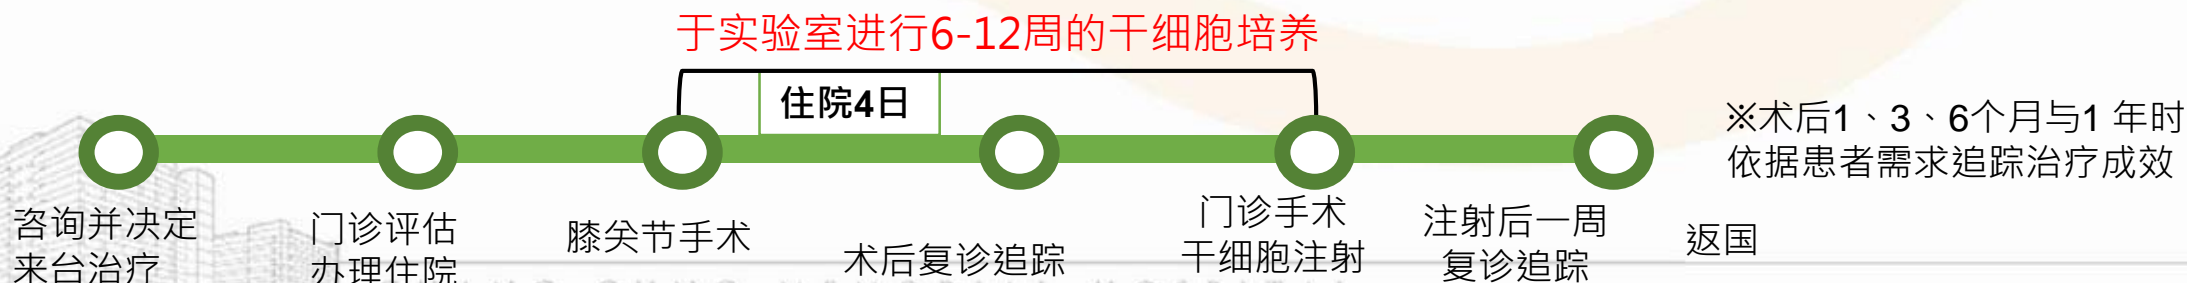 于实验室进行6-12周的干细胞培养
住院4日
※术后1、3、6个月与1 年时
依据患者需求追踪治疗成效
咨询并决定
来台治疗
门诊评估
办理住院
膝关节手术
术后复诊追踪
门诊手术
干细胞注射
注射后一周
复诊追踪
返国